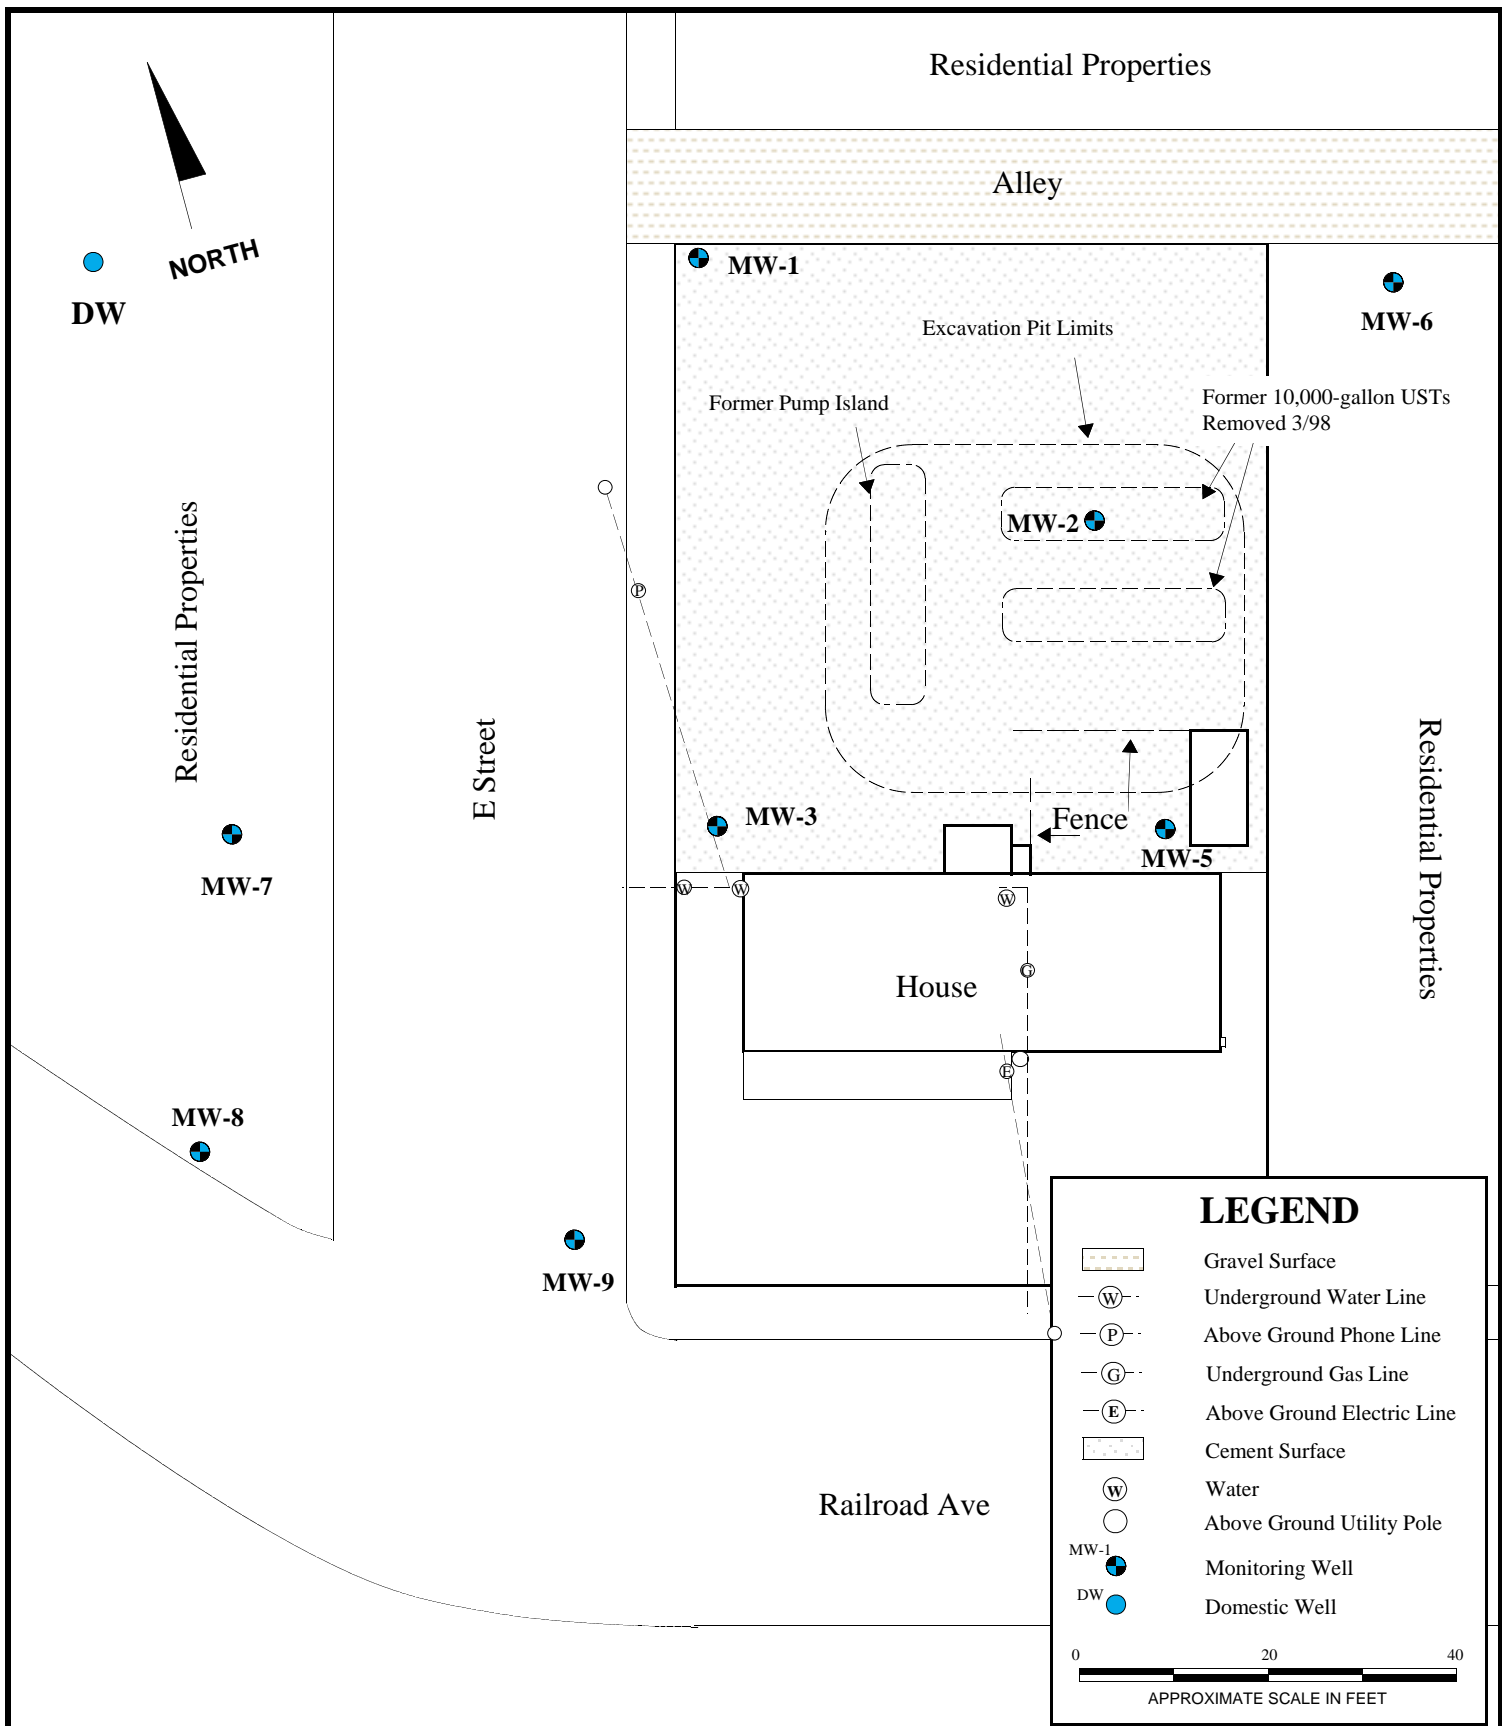 Residential Properties
Alley
NORTH
DW
MW-1
MW-6
Excavation Pit Limits
Former Pump Island
Former 10,000-gallon USTs
Removed 3/98
MW-2
Residential Properties
P
E Street
Residential Properties
MW-3
Fence
MW-5
MW-7
W
W
W
G
House
E
MW-8
MW-9
Railroad Ave
LEGEND
Gravel Surface
W Underground Water Line
P Above Ground Phone Line
G Underground Gas Line
E Above Ground Electric Line
Cement Surface
W Water
Above Ground Utility Pole
MW-1
Monitoring Well
DW
Domestic Well
0 20 40
APPROXIMATE SCALE IN FEET